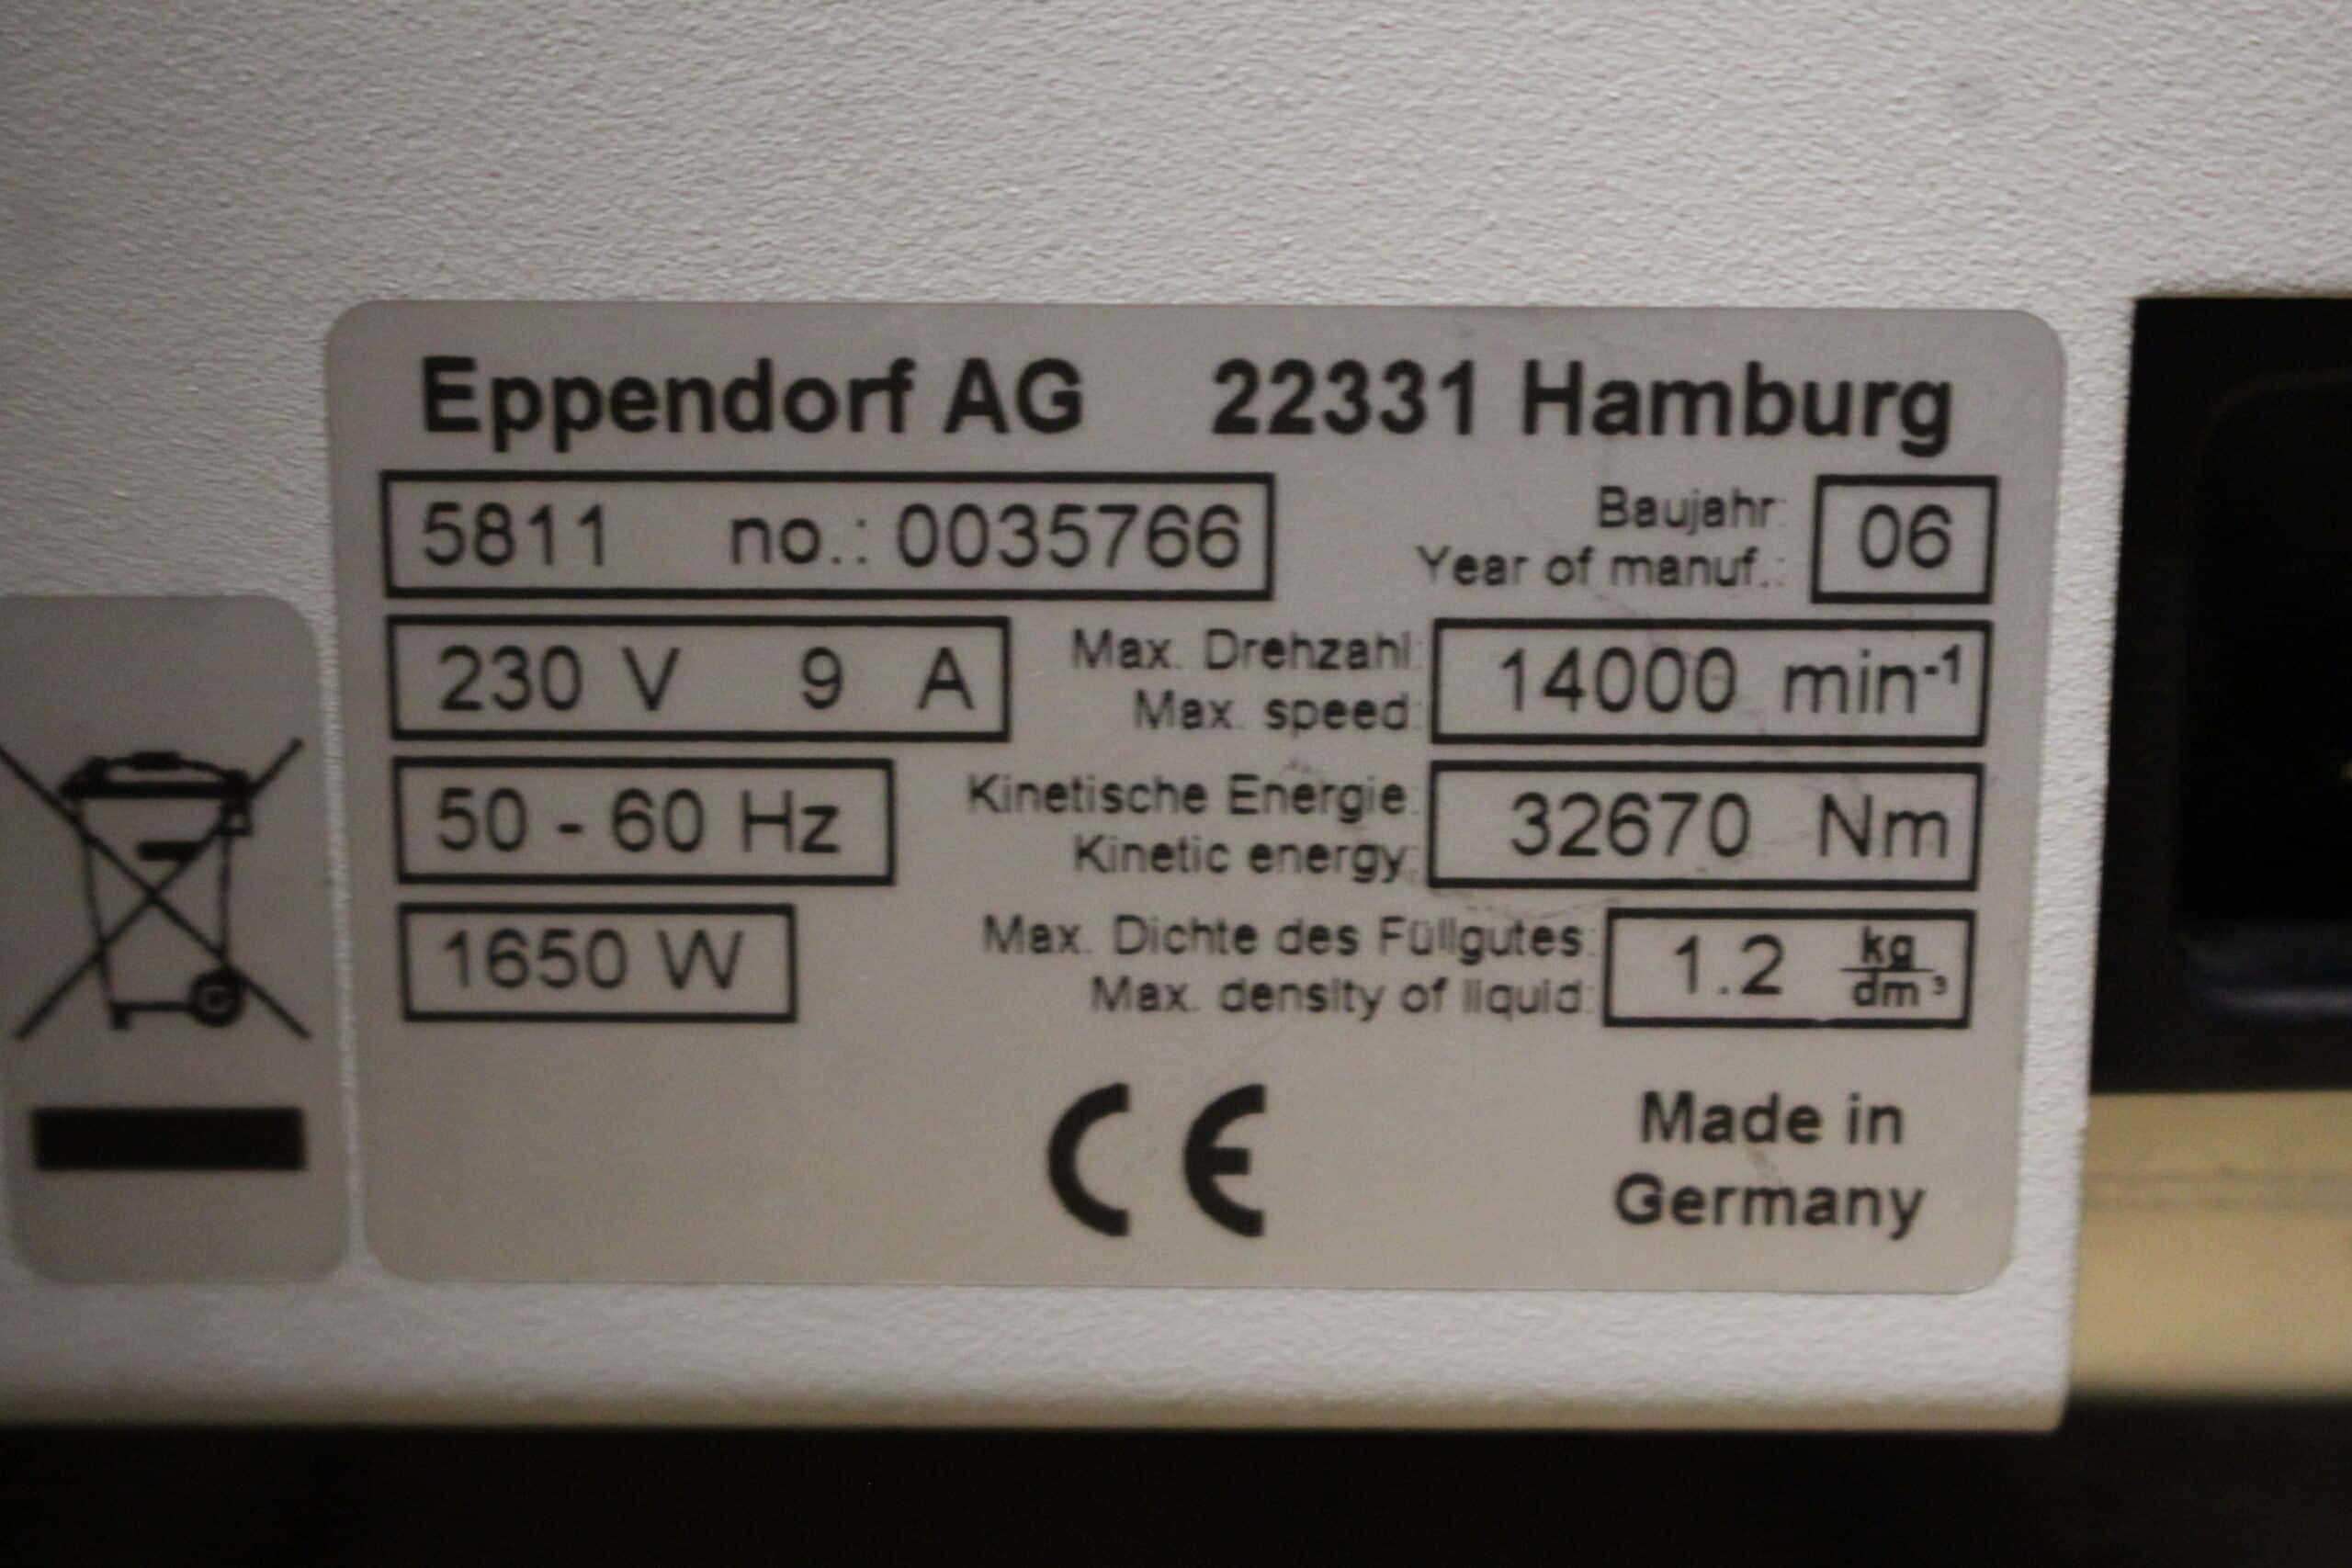 Eppendorf AG 22331 Hamburg
5811 no.: 0035766
Baujahr:
Year of manuf.:
06
230 V 9 A
Max. Drehzahl:
Max. speed:
14000 min-1
50 - 60 Hz
Kinetische Energie:
Kinetic energy:
32670 Nm
1650 W
Max. Dichte des Füllgutes:
Max. density of liquid:
1.2 kg/dm³
CE
Made in
Germany